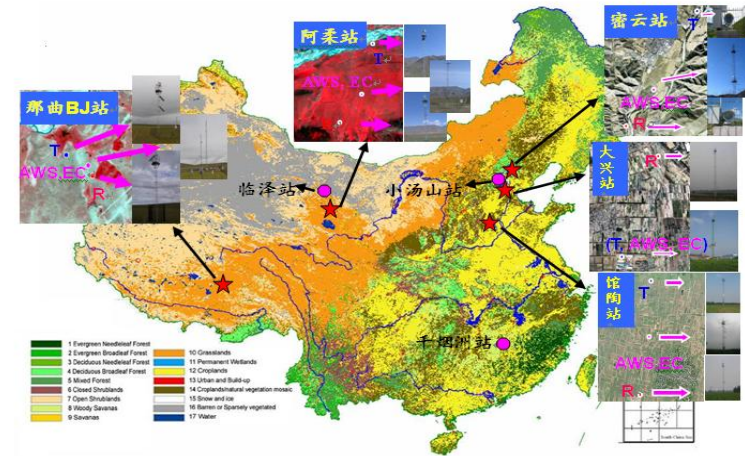 密云站
T
AWS.EC
R
阿柔站
T
AWS, EC
那曲BJ站
T
AWS,EC
R
大兴站
R
(T, AWS, EC)
临泽站
小汤山站
馆陶站
T
AWS,EC
R
千烟洲站
1 Evergreen Needleleaf Forest
2 Evergreen Broadleaf Forest
3 Deciduous Needleleaf Forest
4 Deciduous Broadleaf Forest
5 Mixed Forest
6 Closed Shrublands
7 Open Shrublands
8 Woody Savanas
9 Savanas
10 Grasslands
11 Permanent Wetlands
12 Croplands
13 Urban and Build-up
14 Croplands/natural vegetation mosaic
15 Snow and ice
16 Barren or Sparsely vegetated
17 Water
South China Sea